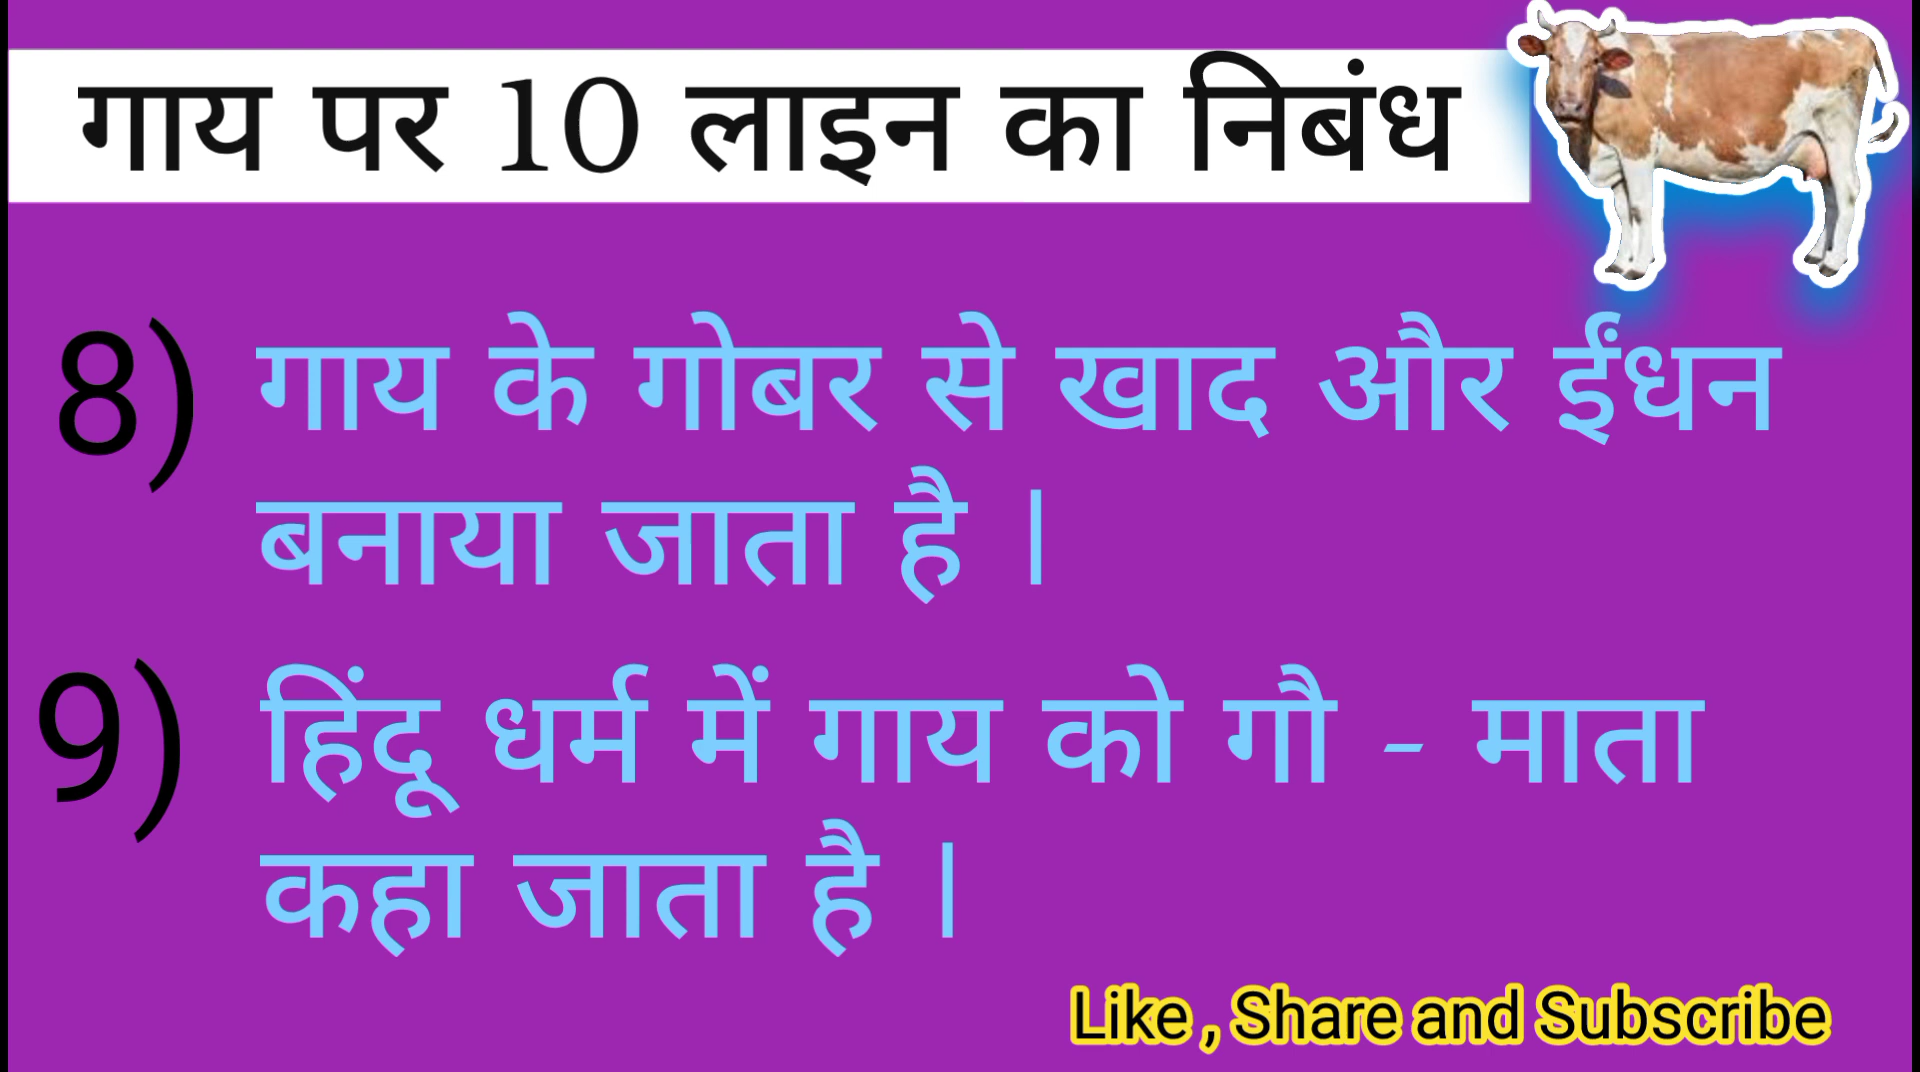 गाय पर 10 लाइन का निबंध
8) गाय के गोबर से खाद और ईंधन
बनाया जाता है ।
9) हिंदू धर्म में गाय को गौ - माता
कहा जाता है ।
Like , Share and Subscribe